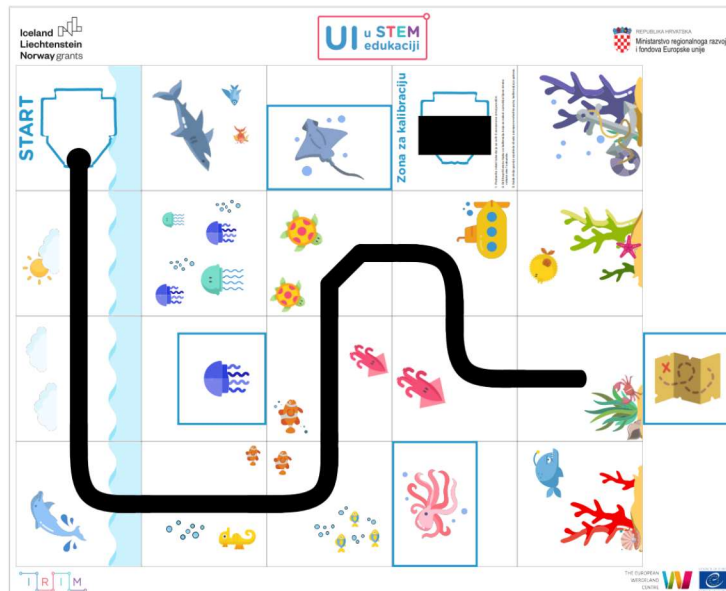 Iceland
Liechtenstein
Norway grants
UI u STEM
edukaciji
REPUBLIKA HRVATSKA
Ministarstvo regionalnoga razvoja
i fondova Europske unije
START
Zona za kalibraciju
IRIM
THE EUROPEAN
WERGELAND
CENTRE